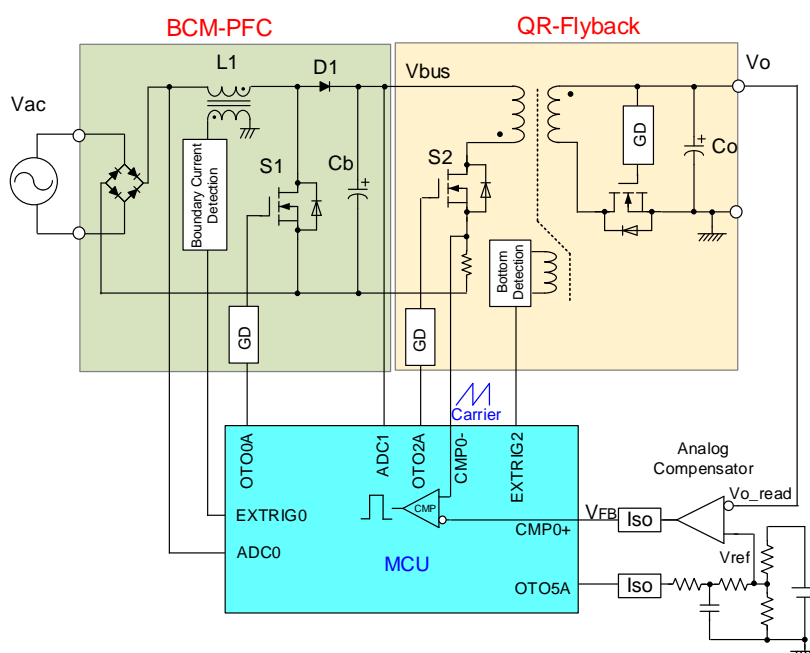 BCM-PFC
QR-Flyback
L1
D1
Vbus
Vo
Vac
S1
Cb
S2
GD
Co
Boundary Current
Detection
Bottom
Detection
GD
GD
Carrier
OTO0A
ADC1
OTO2A
CMP0-
EXTRIG2
Analog
Compensator
CMP
EXTRIG0
VFB
Iso
Vo_read
CMP0+
ADC0
MCU
Vref
OTO5A
Iso